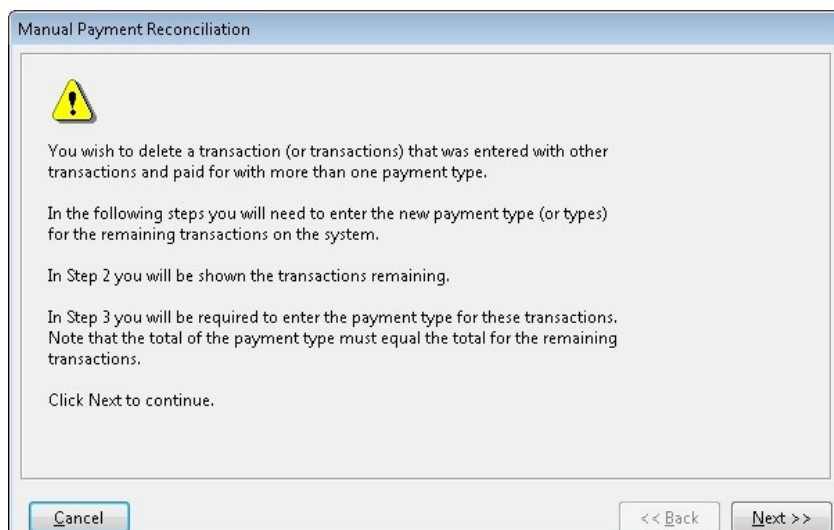 Manual Payment Reconciliation
You wish to delete a transaction (or transactions) that was entered with other
transactions and paid for with more than one payment type.
In the following steps you will need to enter the new payment type (or types)
for the remaining transactions on the system.
In Step 2 you will be shown the transactions remaining.
In Step 3 you will be required to enter the payment type for these transactions.
Note that the total of the payment type must equal the total for the remaining
transactions.
Click Next to continue.
Cancel
<< Back
Next >>